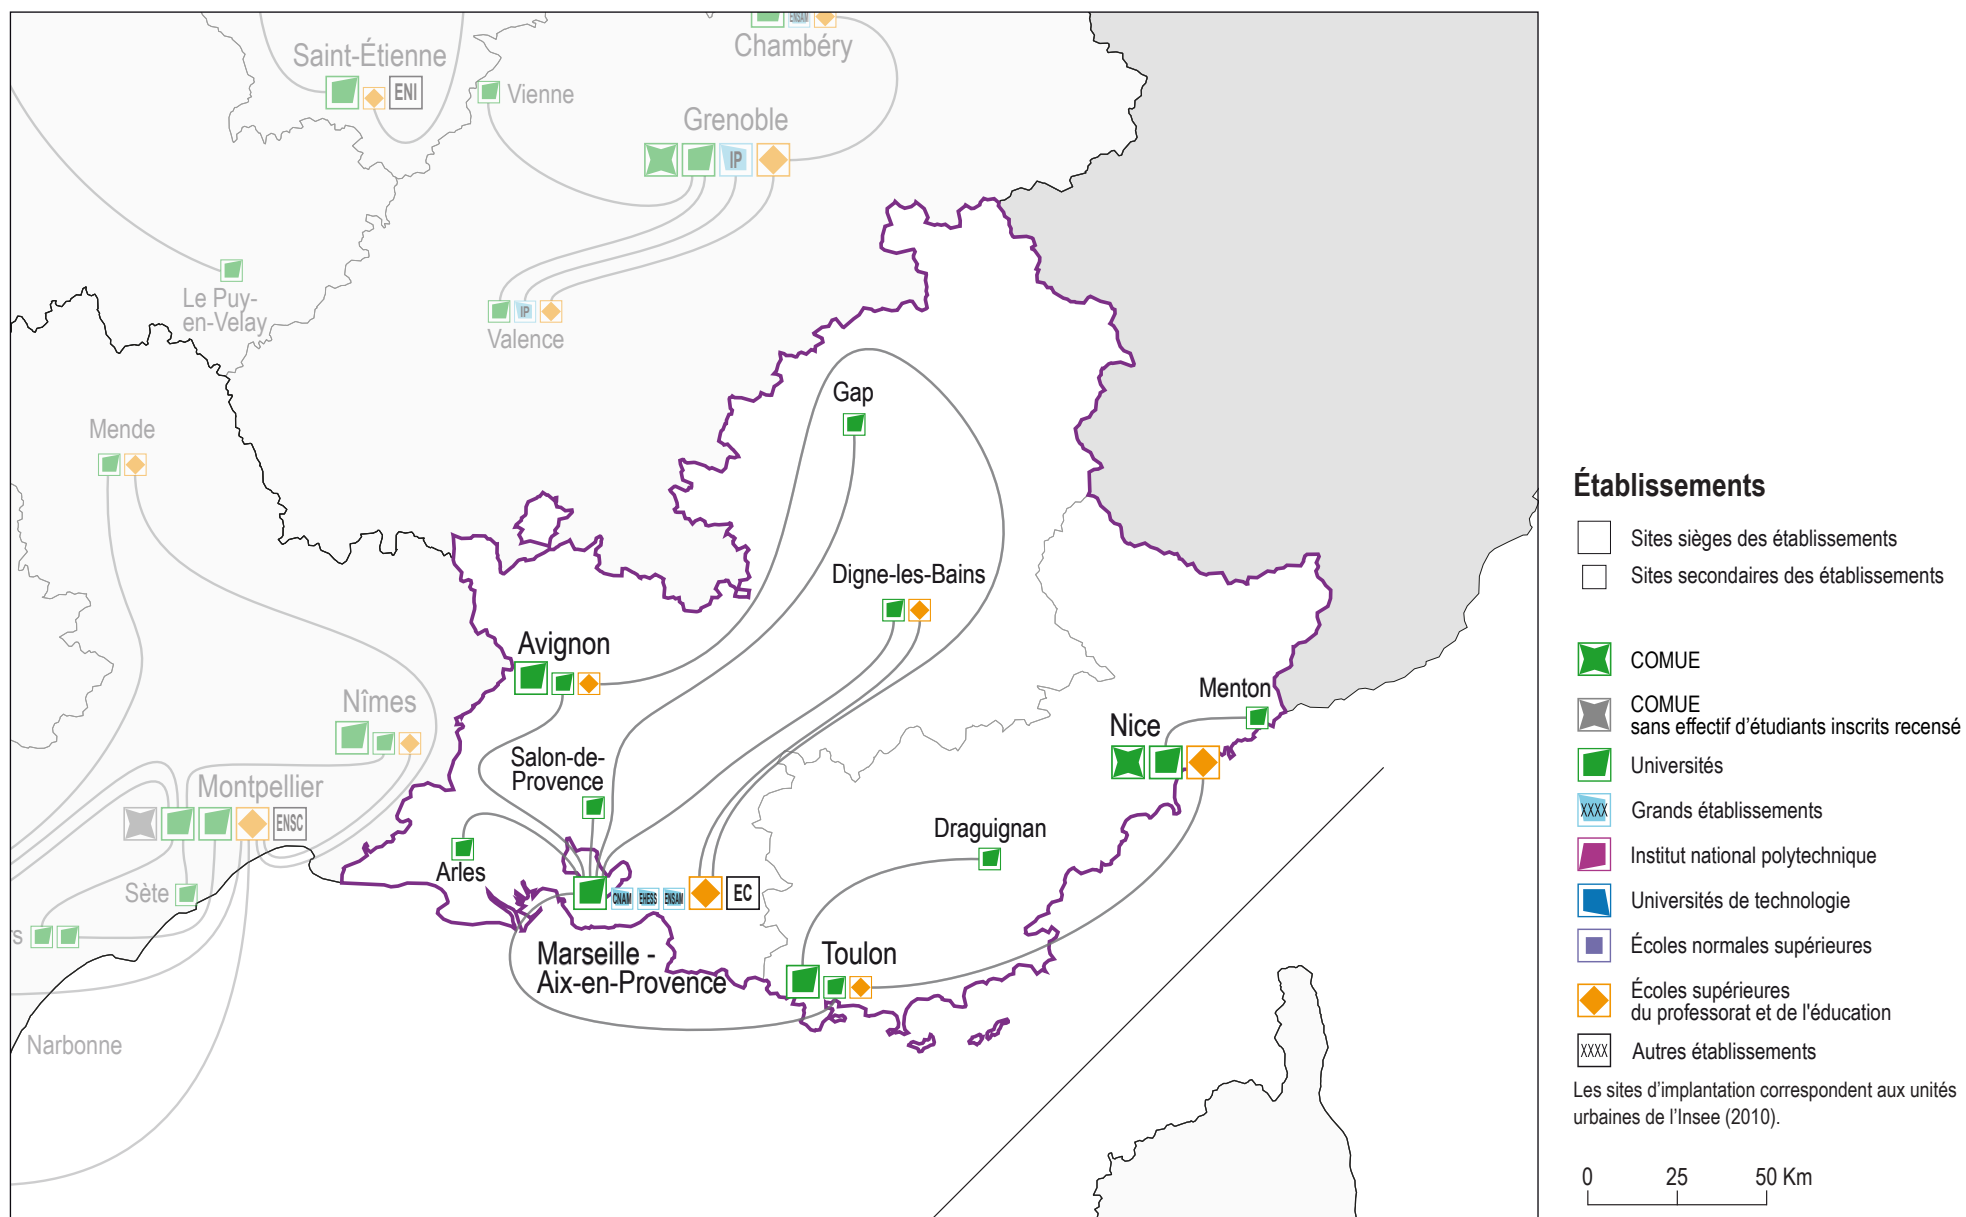 ENSAM
Chambéry
Saint-Étienne
ENI
Vienne
Grenoble
IP
Le Puy-
en-Velay
IP
Valence
Gap
Mende
Digne-les-Bains
Avignon
Menton
Nîmes
Nice
Salon-de-
Provence
Montpellier
ENSC
Draguignan
Arles
Sète
CNAM
EHESS
ENSAM
EC
rs
Marseille -
Aix-en-Provence
Toulon
Narbonne
Établissements
Sites sièges des établissements
Sites secondaires des établissements
COMUE
COMUE
sans effectif d'étudiants inscrits recensé
Universités
XXXX Grands établissements
Institut national polytechnique
Universités de technologie
Écoles normales supérieures
Écoles supérieures
du professorat et de l'éducation
XXXX Autres établissements
Les sites d'implantation correspondent aux unités
urbaines de l'Insee (2010).
0 25 50 Km